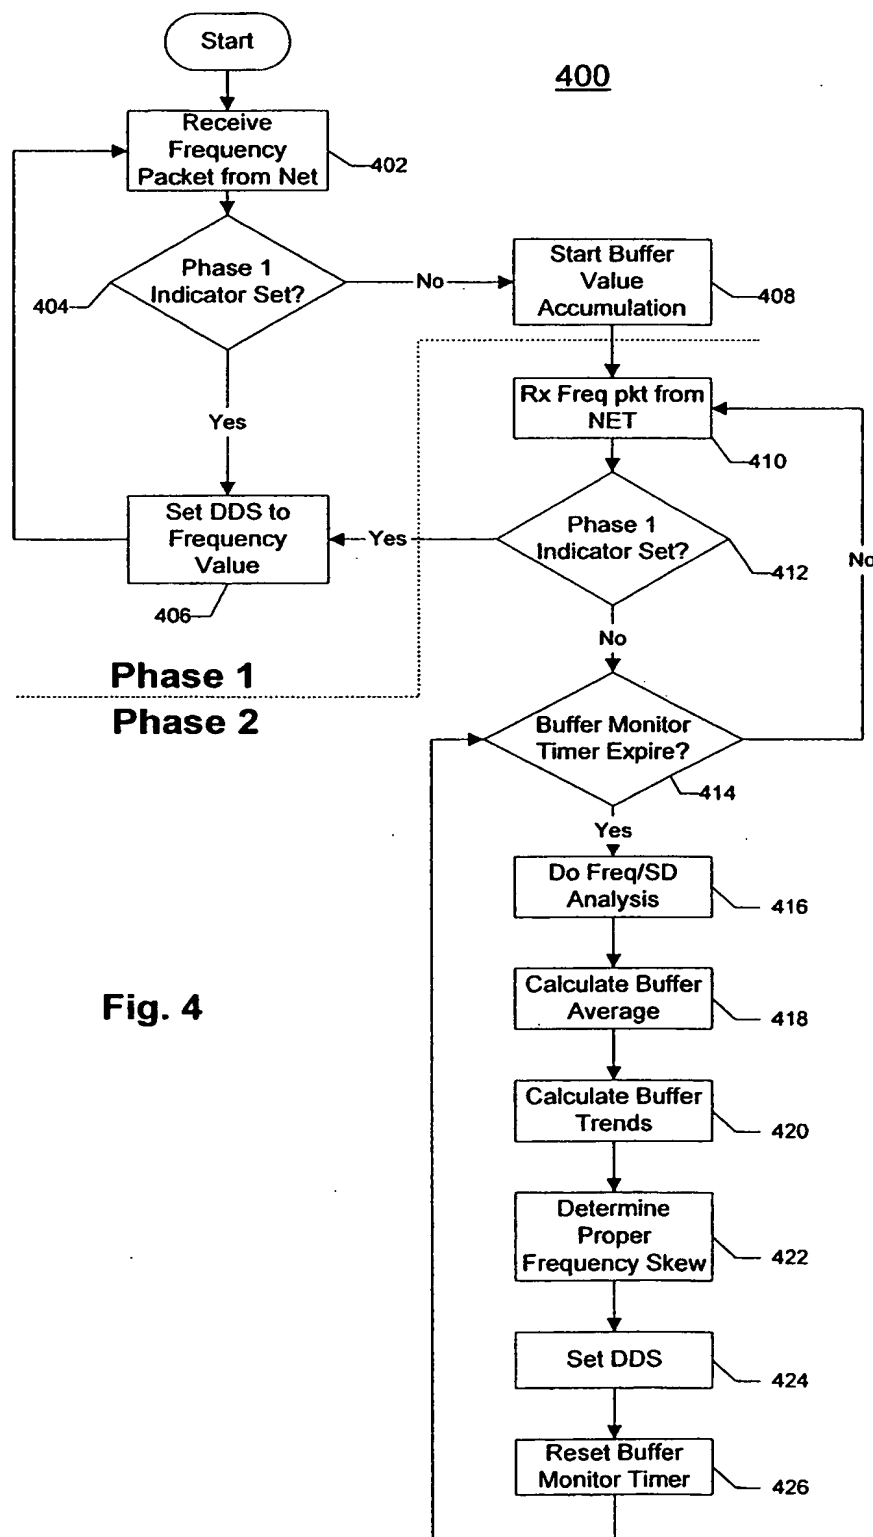 Start
400
Receive
Frequency
Packet from Net
402
Phase 1
Indicator Set?
404
No
Start Buffer
Value
Accumulation
408
Yes
Rx Freq pkt from
NET
410
Set DDS to
Frequency
Value
406
Yes
Phase 1
Indicator Set?
412
No
No
Phase 1
Phase 2
Buffer Monitor
Timer Expire?
414
Yes
Do Freq/SD
Analysis
416
Fig. 4
Calculate Buffer
Average
418
Calculate Buffer
Trends
420
Determine
Proper
Frequency Skew
422
Set DDS
424
Reset Buffer
Monitor Timer
426